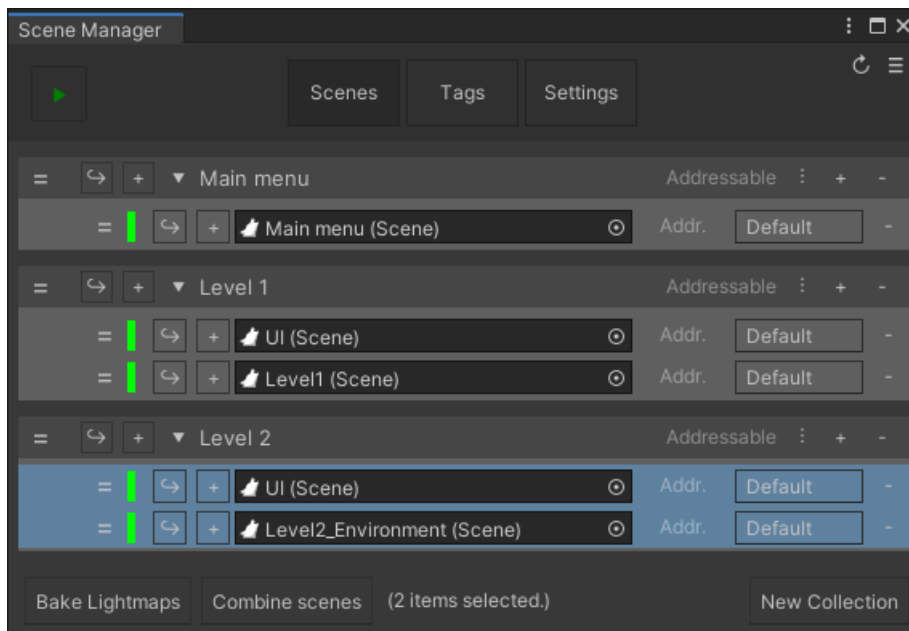 Scene Manager
Scenes Tags Settings
Main menu Addressable
Main menu (Scene) Addr. Default
Level 1 Addressable
UI (Scene) Addr. Default
Level1 (Scene) Addr. Default
Level 2 Addressable
UI (Scene) Addr. Default
Level2_Environment (Scene) Addr. Default
Bake Lightmaps Combine scenes (2 items selected.) New Collection